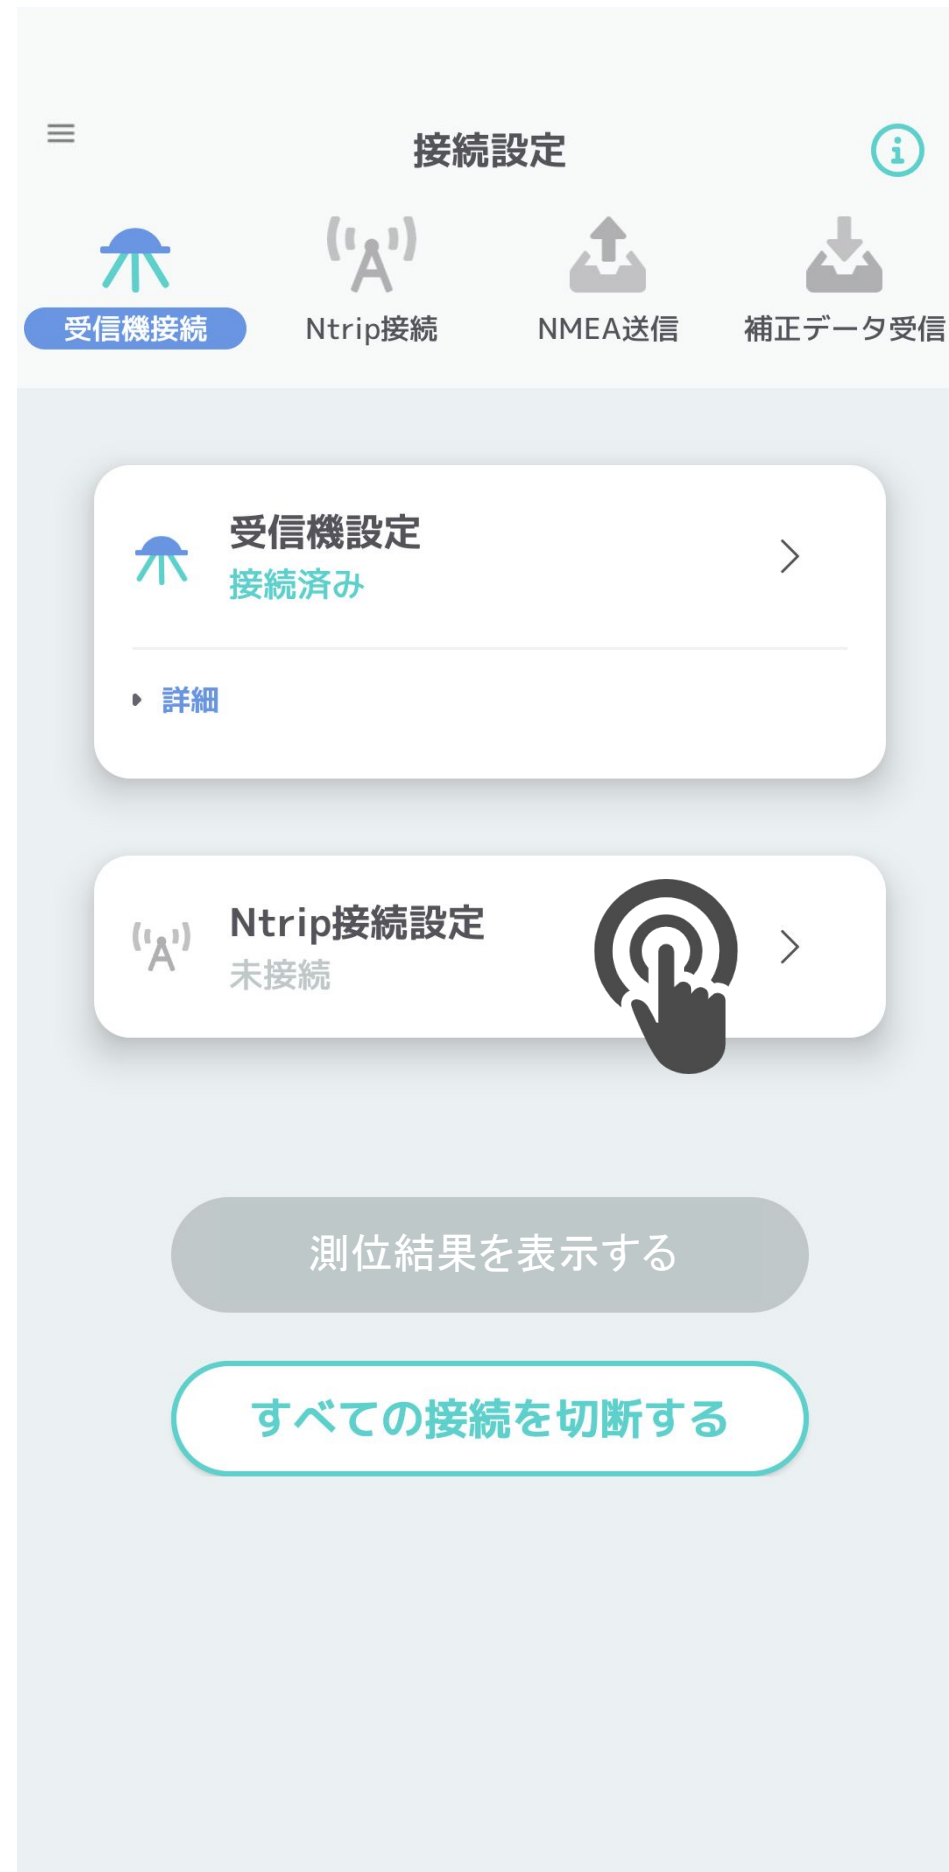 接続設定
受信機接続
Ntrip接続
NMEA送信
補正データ受信
受信機設定
接続済み
詳細
Ntrip接続設定
未接続
測位結果を表示する
すべての接続を切断する